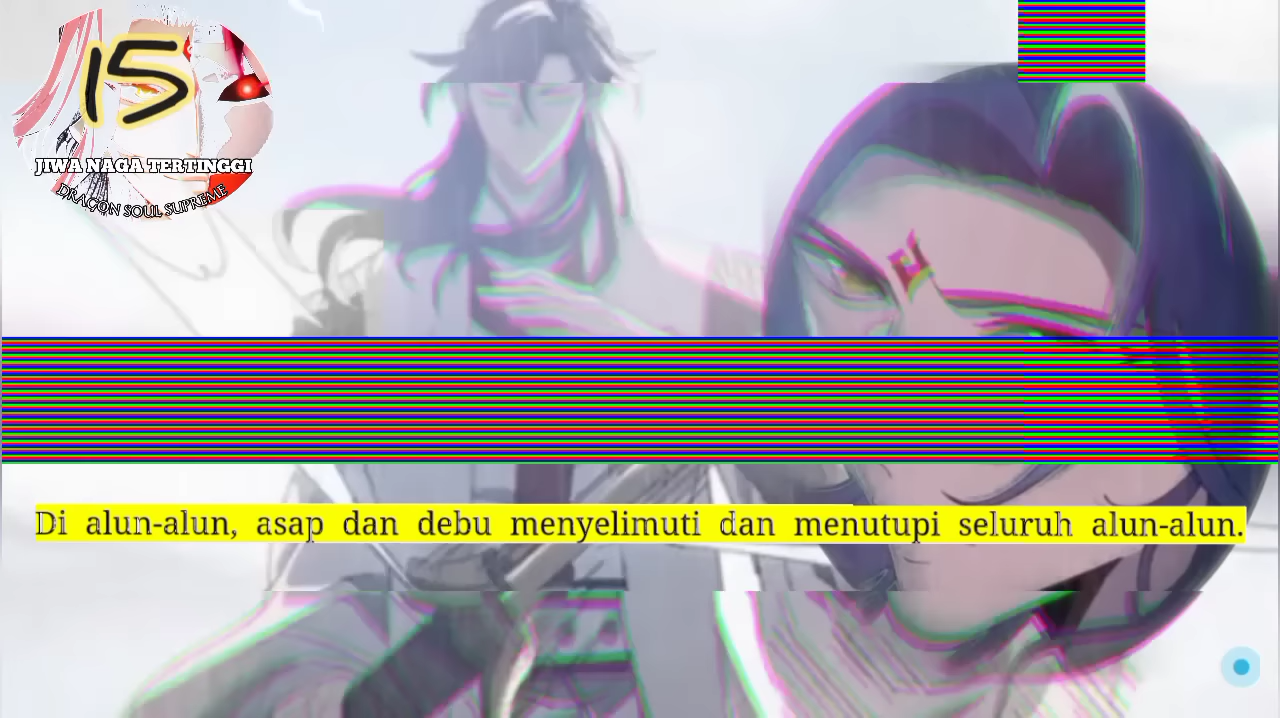 15
JIWA NAGA TERTINGGI
DRAGON SOUL SUPREME
Di alun-alun, asap dan debu menyelimuti dan menutupi seluruh alun-alun.